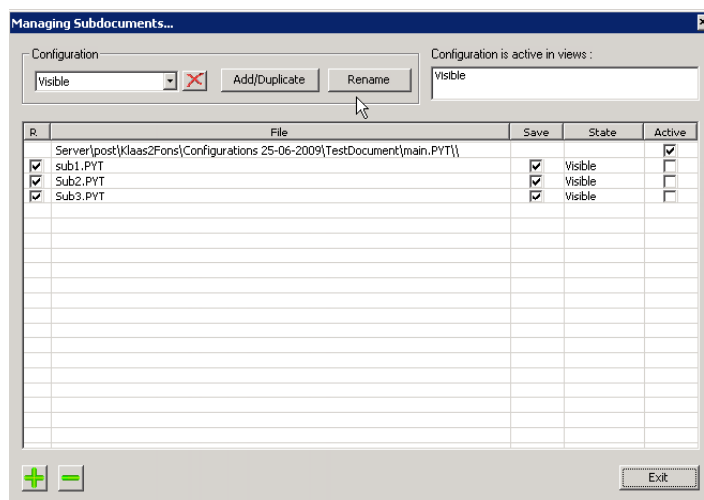 Managing Subdocuments...
Configuration
Configuration is active in views :
Visible
Add/Duplicate
Rename
Visible
R. File Save State Active
Server\post\Klaas2Fons\Configurations 25-06-2009\TestDocument\main.PYT\\
sub1.PYT Visible
Sub2.PYT Visible
Sub3.PYT Visible
Exit